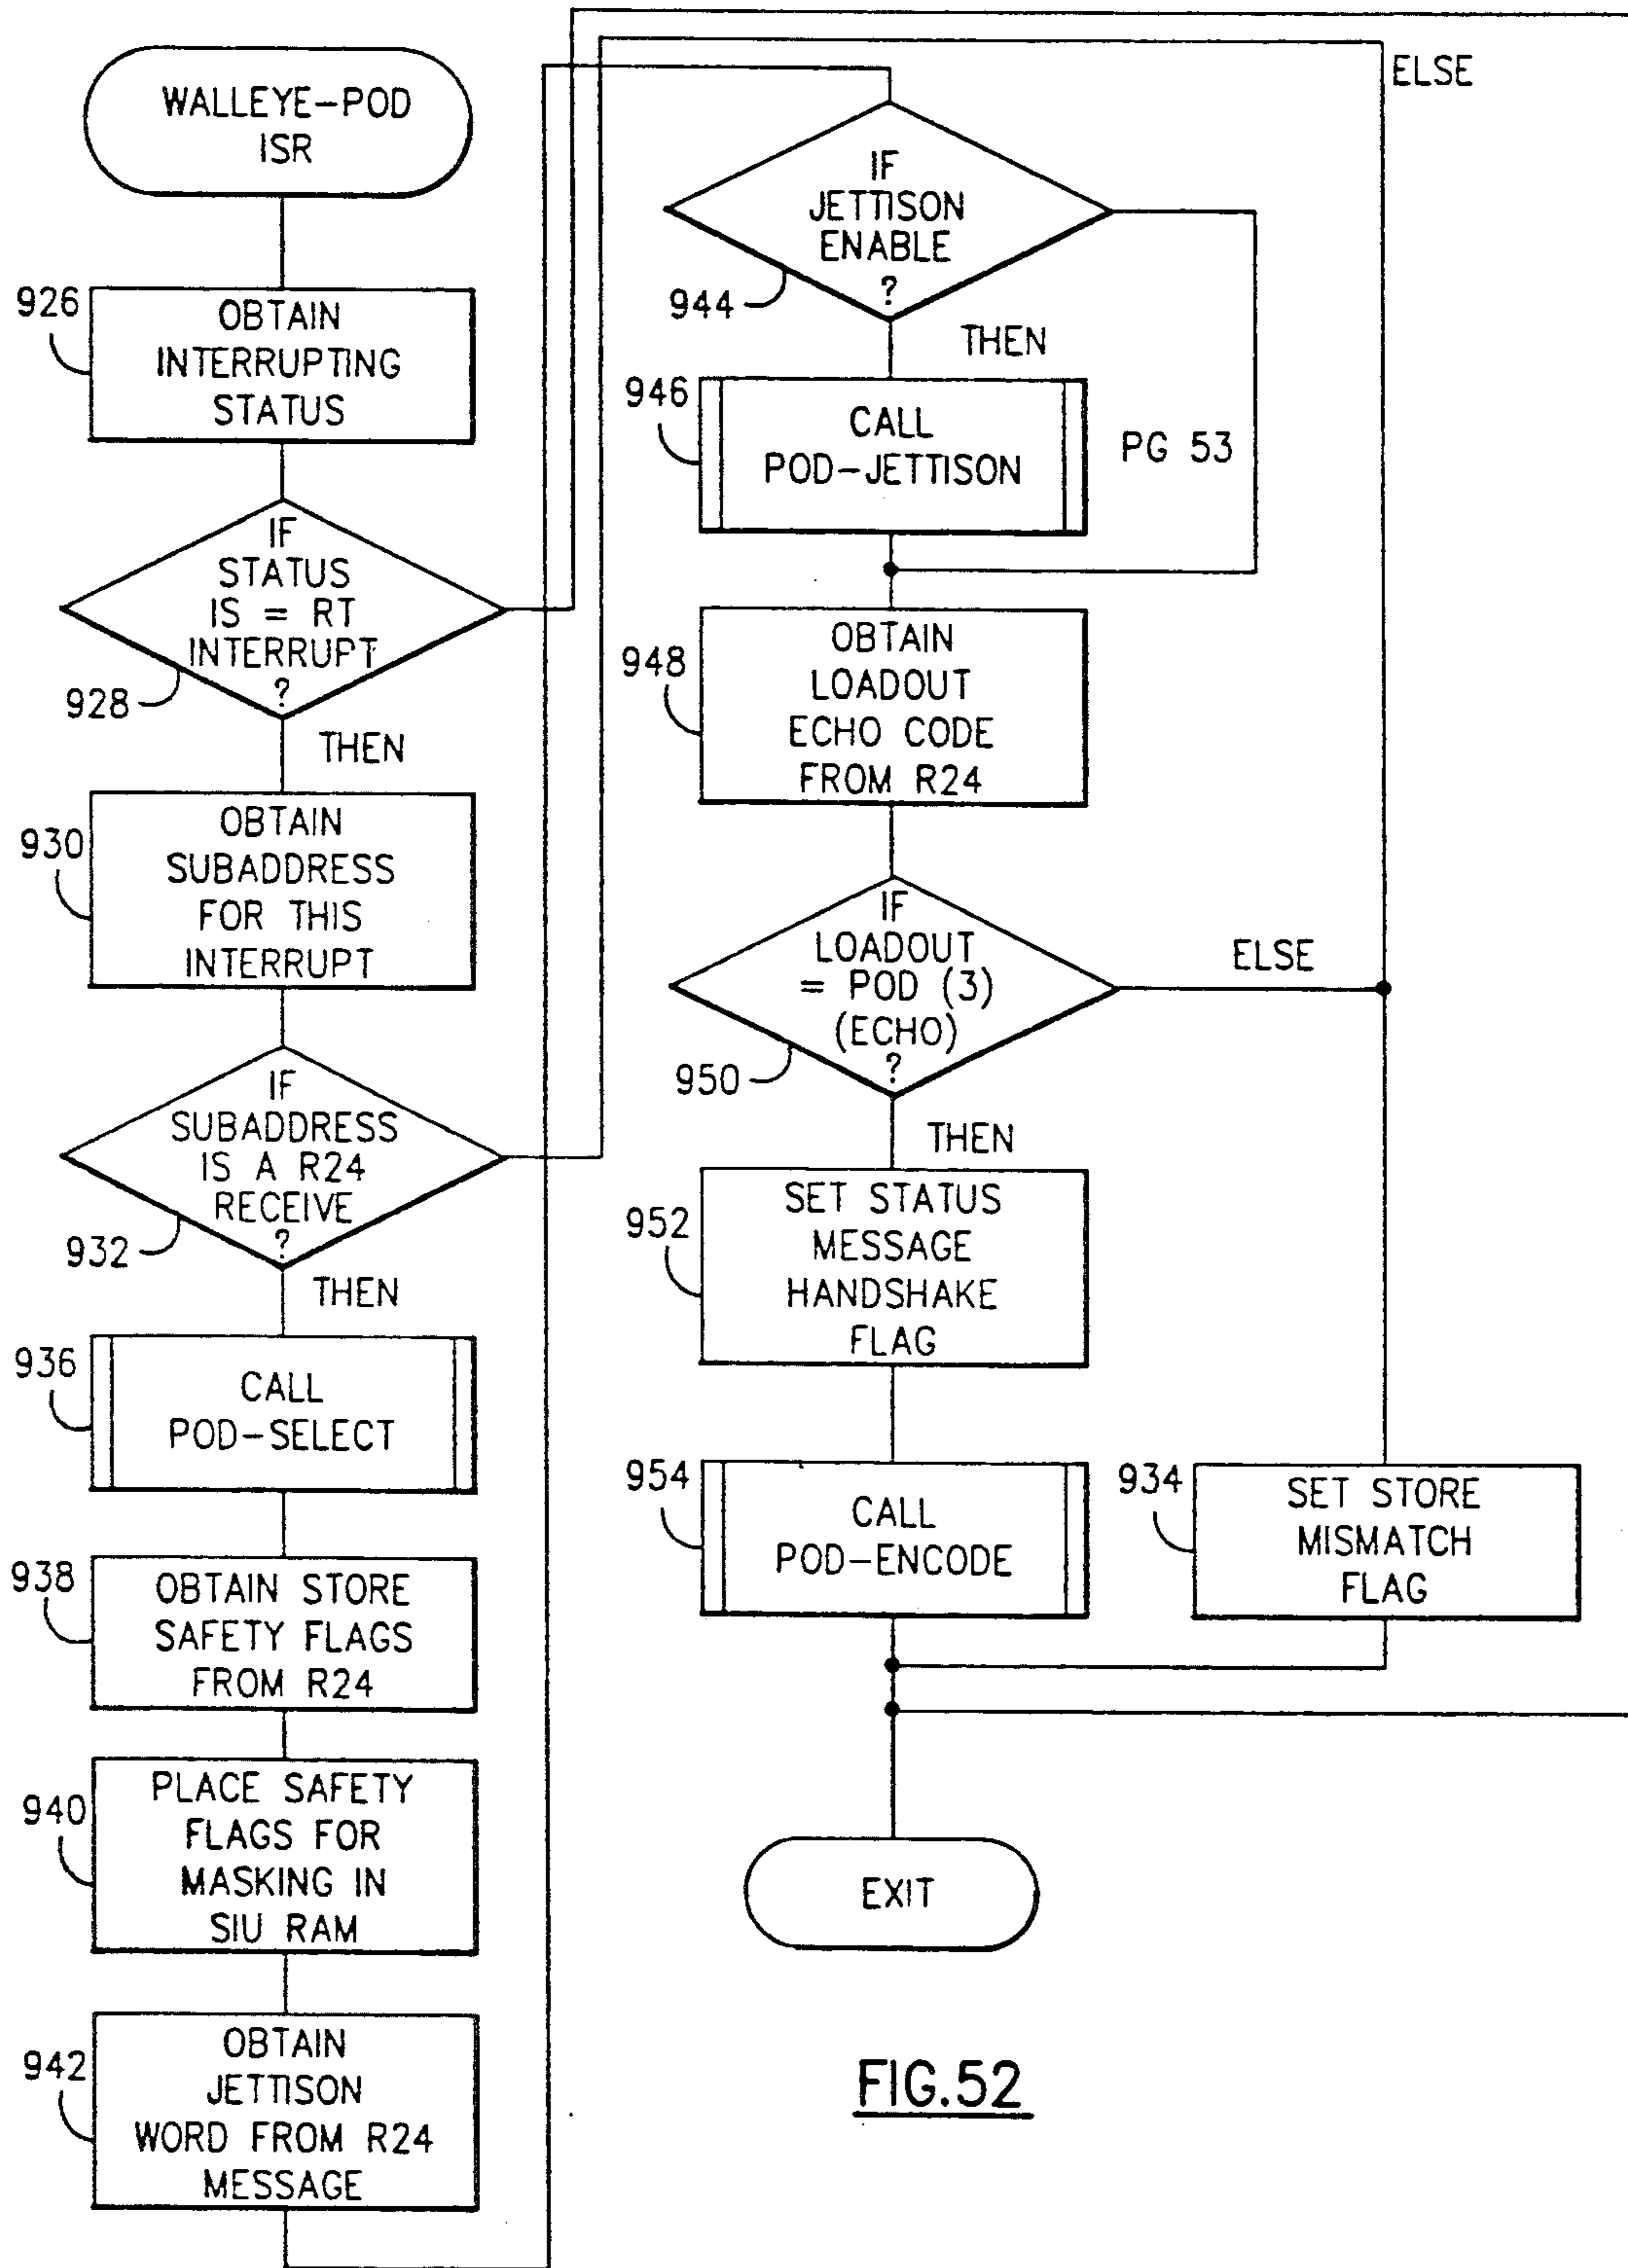 WALLEYE-POD
ISR
926
OBTAIN
INTERRUPTING
STATUS
IF
STATUS
IS = RT
INTERRUPT
?
928
THEN
930
OBTAIN
SUBADDRESS
FOR THIS
INTERRUPT
IF
SUBADDRESS
IS A R24
RECEIVE
?
932
THEN
936
CALL
POD-SELECT
938
OBTAIN STORE
SAFETY FLAGS
FROM R24
940
PLACE SAFETY
FLAGS FOR
MASKING IN
SIU RAM
942
OBTAIN
JETTISON
WORD FROM R24
MESSAGE
IF
JETTISON
ENABLE
?
944
THEN
946
CALL
POD-JETTISON
PG 53
948
OBTAIN
LOADOUT
ECHO CODE
FROM R24
IF
LOADOUT
= POD (3)
(ECHO)
?
950
ELSE
THEN
952
SET STATUS
MESSAGE
HANDSHAKE
FLAG
954
CALL
POD-ENCODE
ELSE
934
SET STORE
MISMATCH
FLAG
EXIT
FIG.52